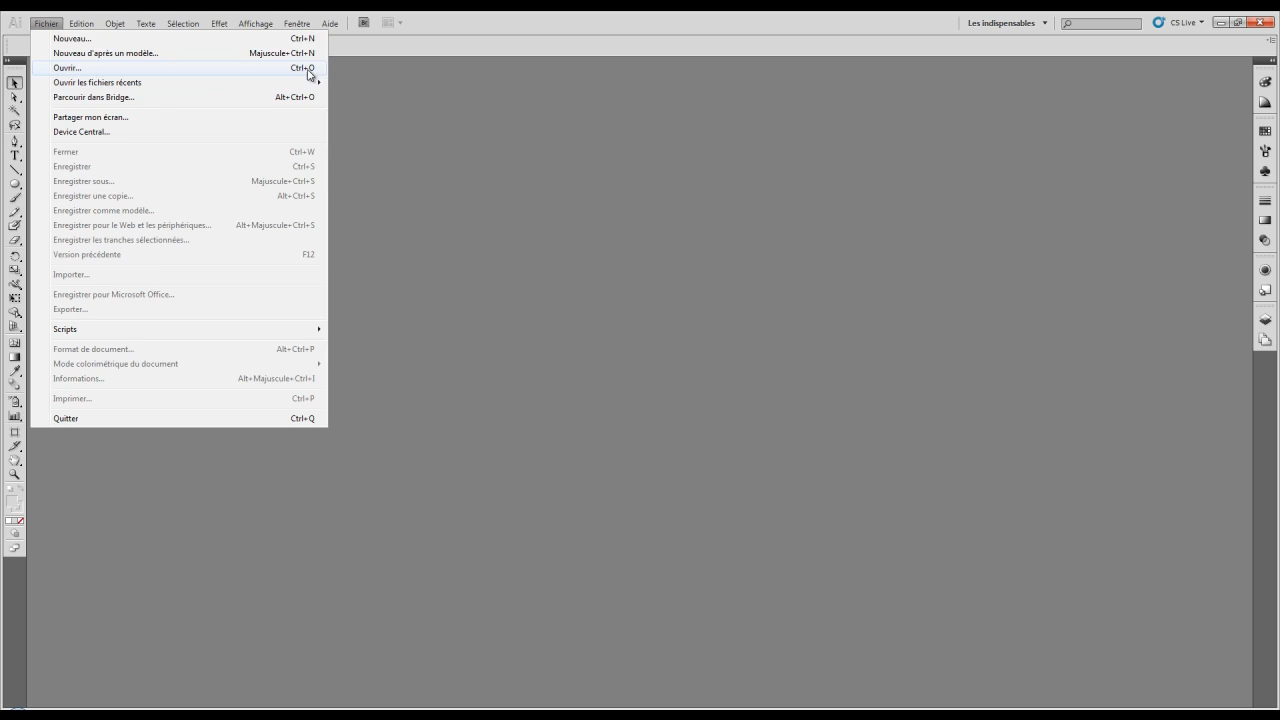 Ai Fichier Edition Objet Texte Sélection Effet Affichage Fenêtre Aide Br Les indispensables CS Live
Nouveau... Ctrl+N
Nouveau d'après un modèle... Majuscule+Ctrl+N
Ouvrir... Ctrl+O
Ouvrir les fichiers récents
Parcourir dans Bridge... Alt+Ctrl+O
Partager mon écran...
Device Central...
Fermer Ctrl+W
Enregistrer Ctrl+S
Enregistrer sous... Majuscule+Ctrl+S
Enregistrer une copie... Alt+Ctrl+S
Enregistrer comme modèle...
Enregistrer pour le Web et les périphériques... Alt+Majuscule+Ctrl+S
Enregistrer les tranches sélectionnées...
Version précédente F12
Importer...
Enregistrer pour Microsoft Office...
Exporter...
Scripts
Format de document... Alt+Ctrl+P
Mode colorimétrique du document
Informations... Alt+Majuscule+Ctrl+I
Imprimer... Ctrl+P
Quitter Ctrl+Q